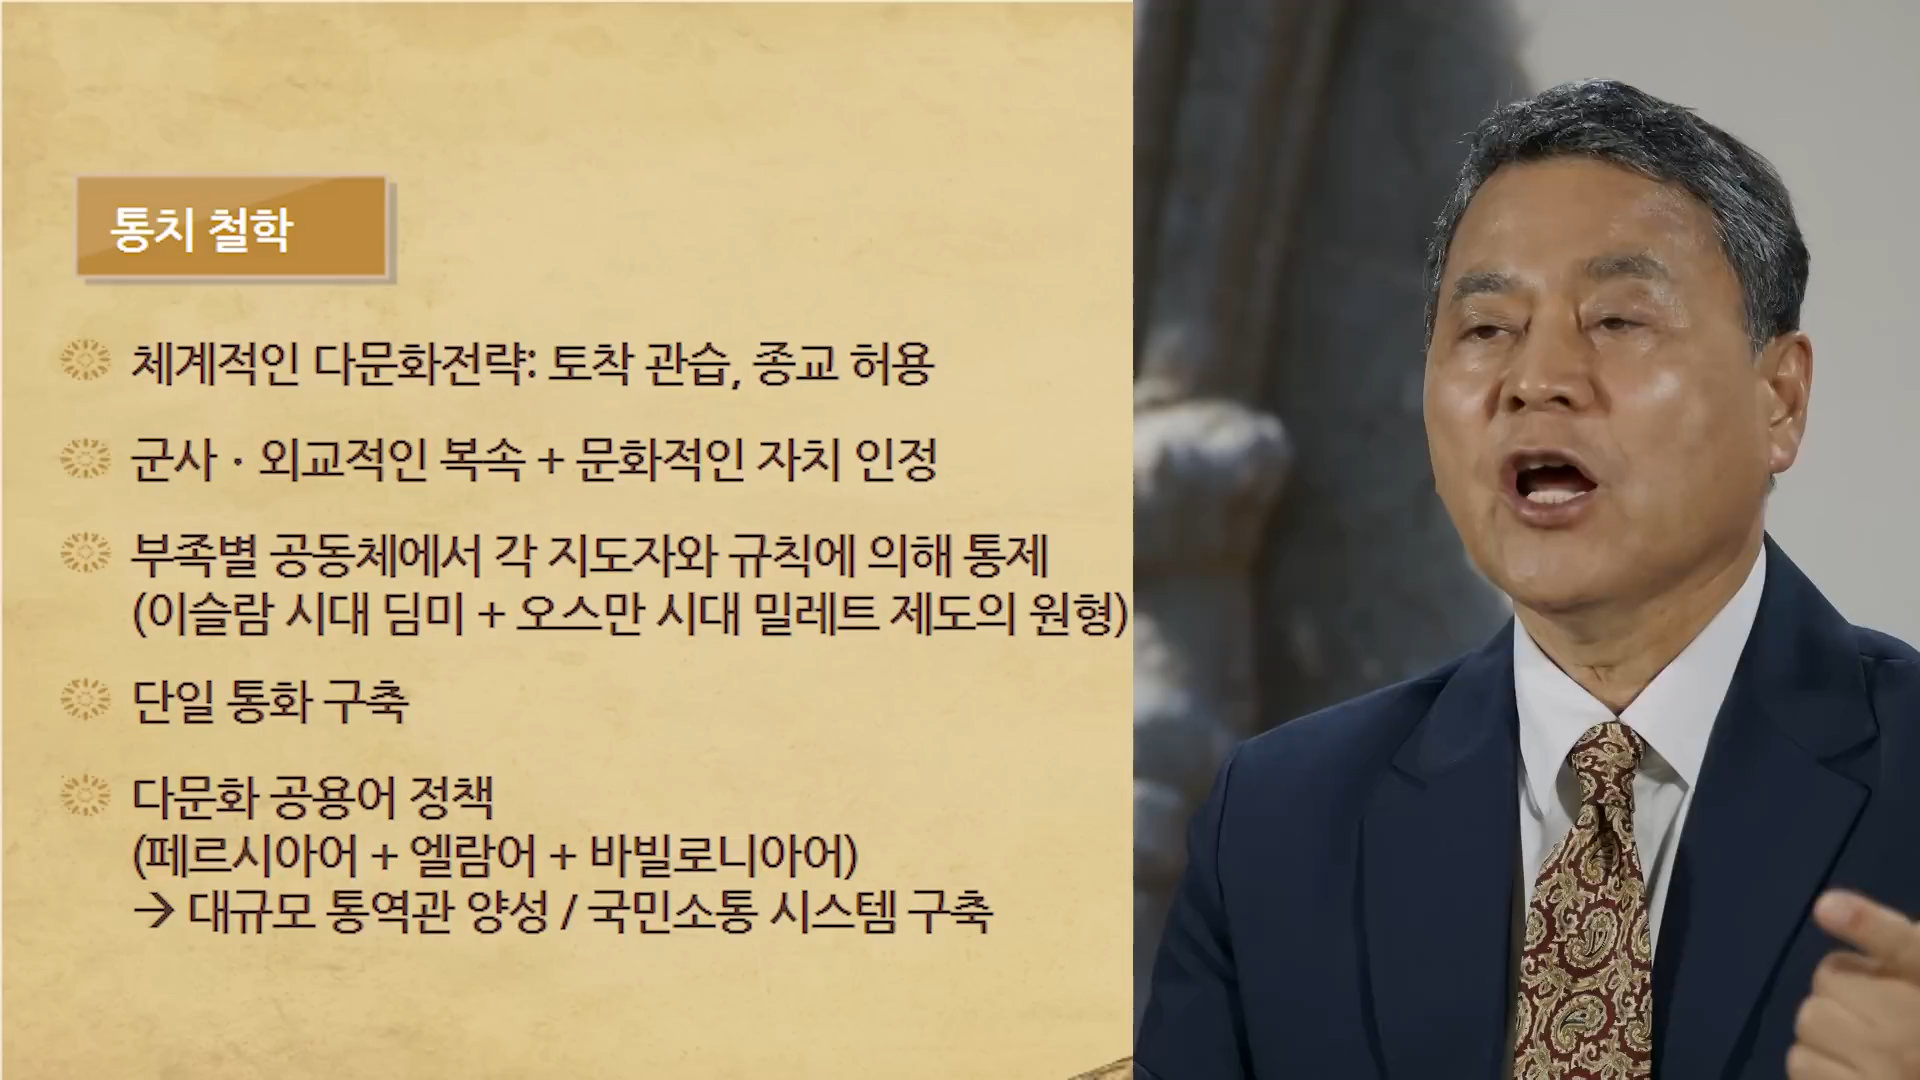 통치 철학
체계적인 다문화전략: 토착 관습, 종교 허용
군사 · 외교적인 복속 + 문화적인 자치 인정
부족별 공동체에서 각 지도자와 규칙에 의해 통제
(이슬람 시대 딤미 + 오스만 시대 밀레트 제도의 원형)
단일 통화 구축
다문화 공용어 정책
(페르시아어 + 엘람어 + 바빌로니아어)
→ 대규모 통역관 양성 / 국민소통 시스템 구축